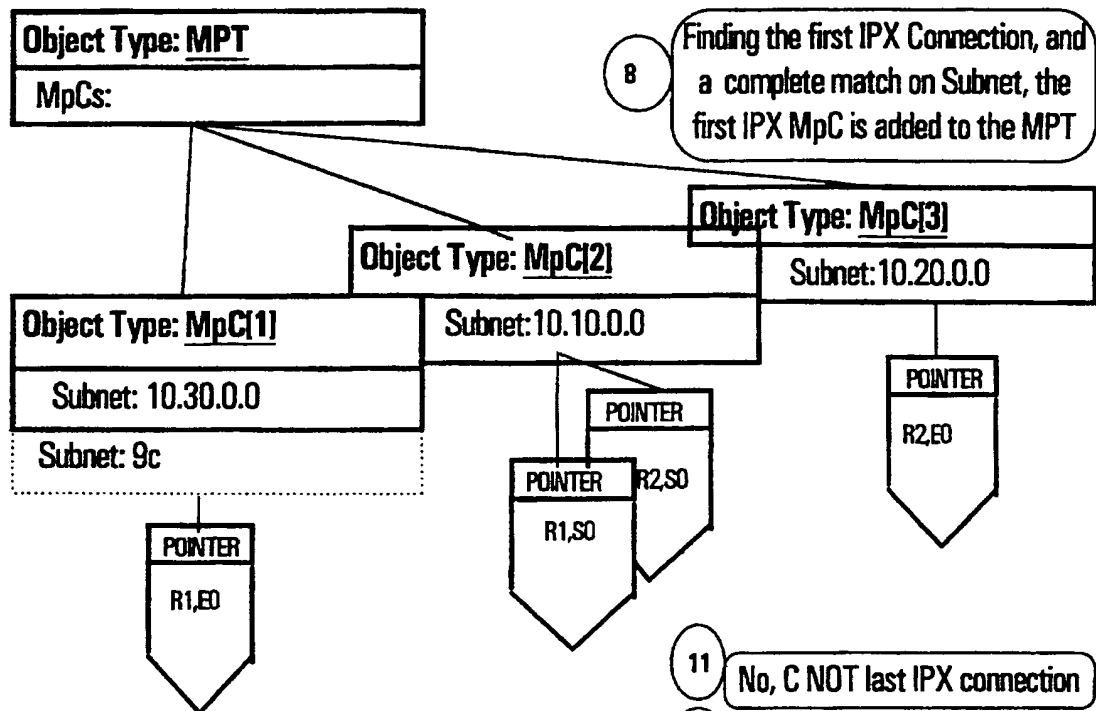 Object Type: MPT
MpCs:
8
Finding the first IPX Connection, and
a complete match on Subnet, the
first IPX MpC is added to the MPT
Object Type: MpC[3]
Subnet:10.20.0.0
Object Type: MpC[2]
Subnet:10.10.0.0
Object Type: MpC[1]
Subnet: 10.30.0.0
Subnet: 9c
POINTER
R2,E0
POINTER
R2,S0
POINTER
R1,S0
POINTER
R1,E0
11
No, C NOT last IPX connection